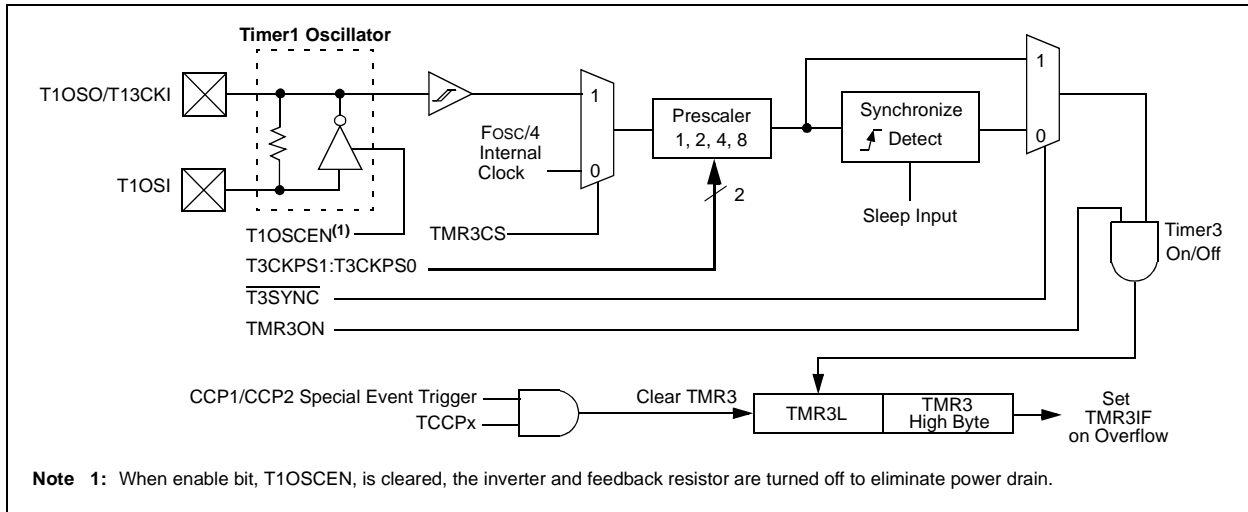 Timer1 Oscillator
T1OSO/T13CKI
T1OSI
1
FOSC/4
Internal
Clock
0
Prescaler
1, 2, 4, 8
2
Synchronize
Detect
Sleep Input
1
0
Timer3
On/Off
T1OSCEN(1)
TMR3CS
T3CKPS1:T3CKPS0
T3SYNC
TMR3ON
CCP1/CCP2 Special Event Trigger
TCCPx
Clear TMR3
TMR3L
TMR3
High Byte
Set
TMR3IF
on Overflow
Note 1: When enable bit, T1OSCEN, is cleared, the inverter and feedback resistor are turned off to eliminate power drain.